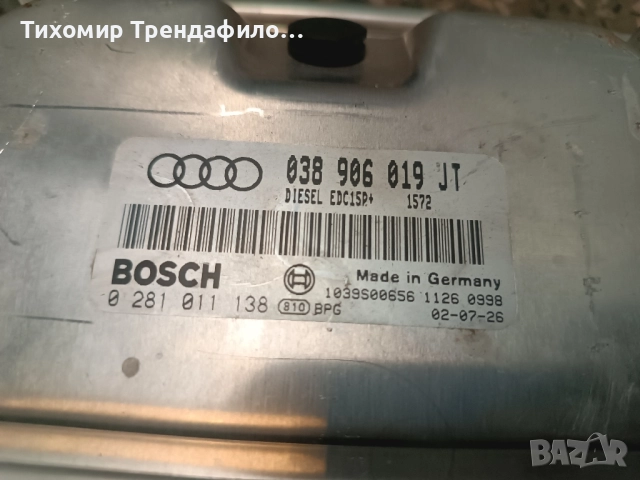 Тихомир Трендафило...
038 906 019 JT
DIESEL EDC15P+ 1572
BOSCH
Made in Germany
0 281 011 138 810 BPG
1039S00656 1126 0998
02-07-26
BAZAR